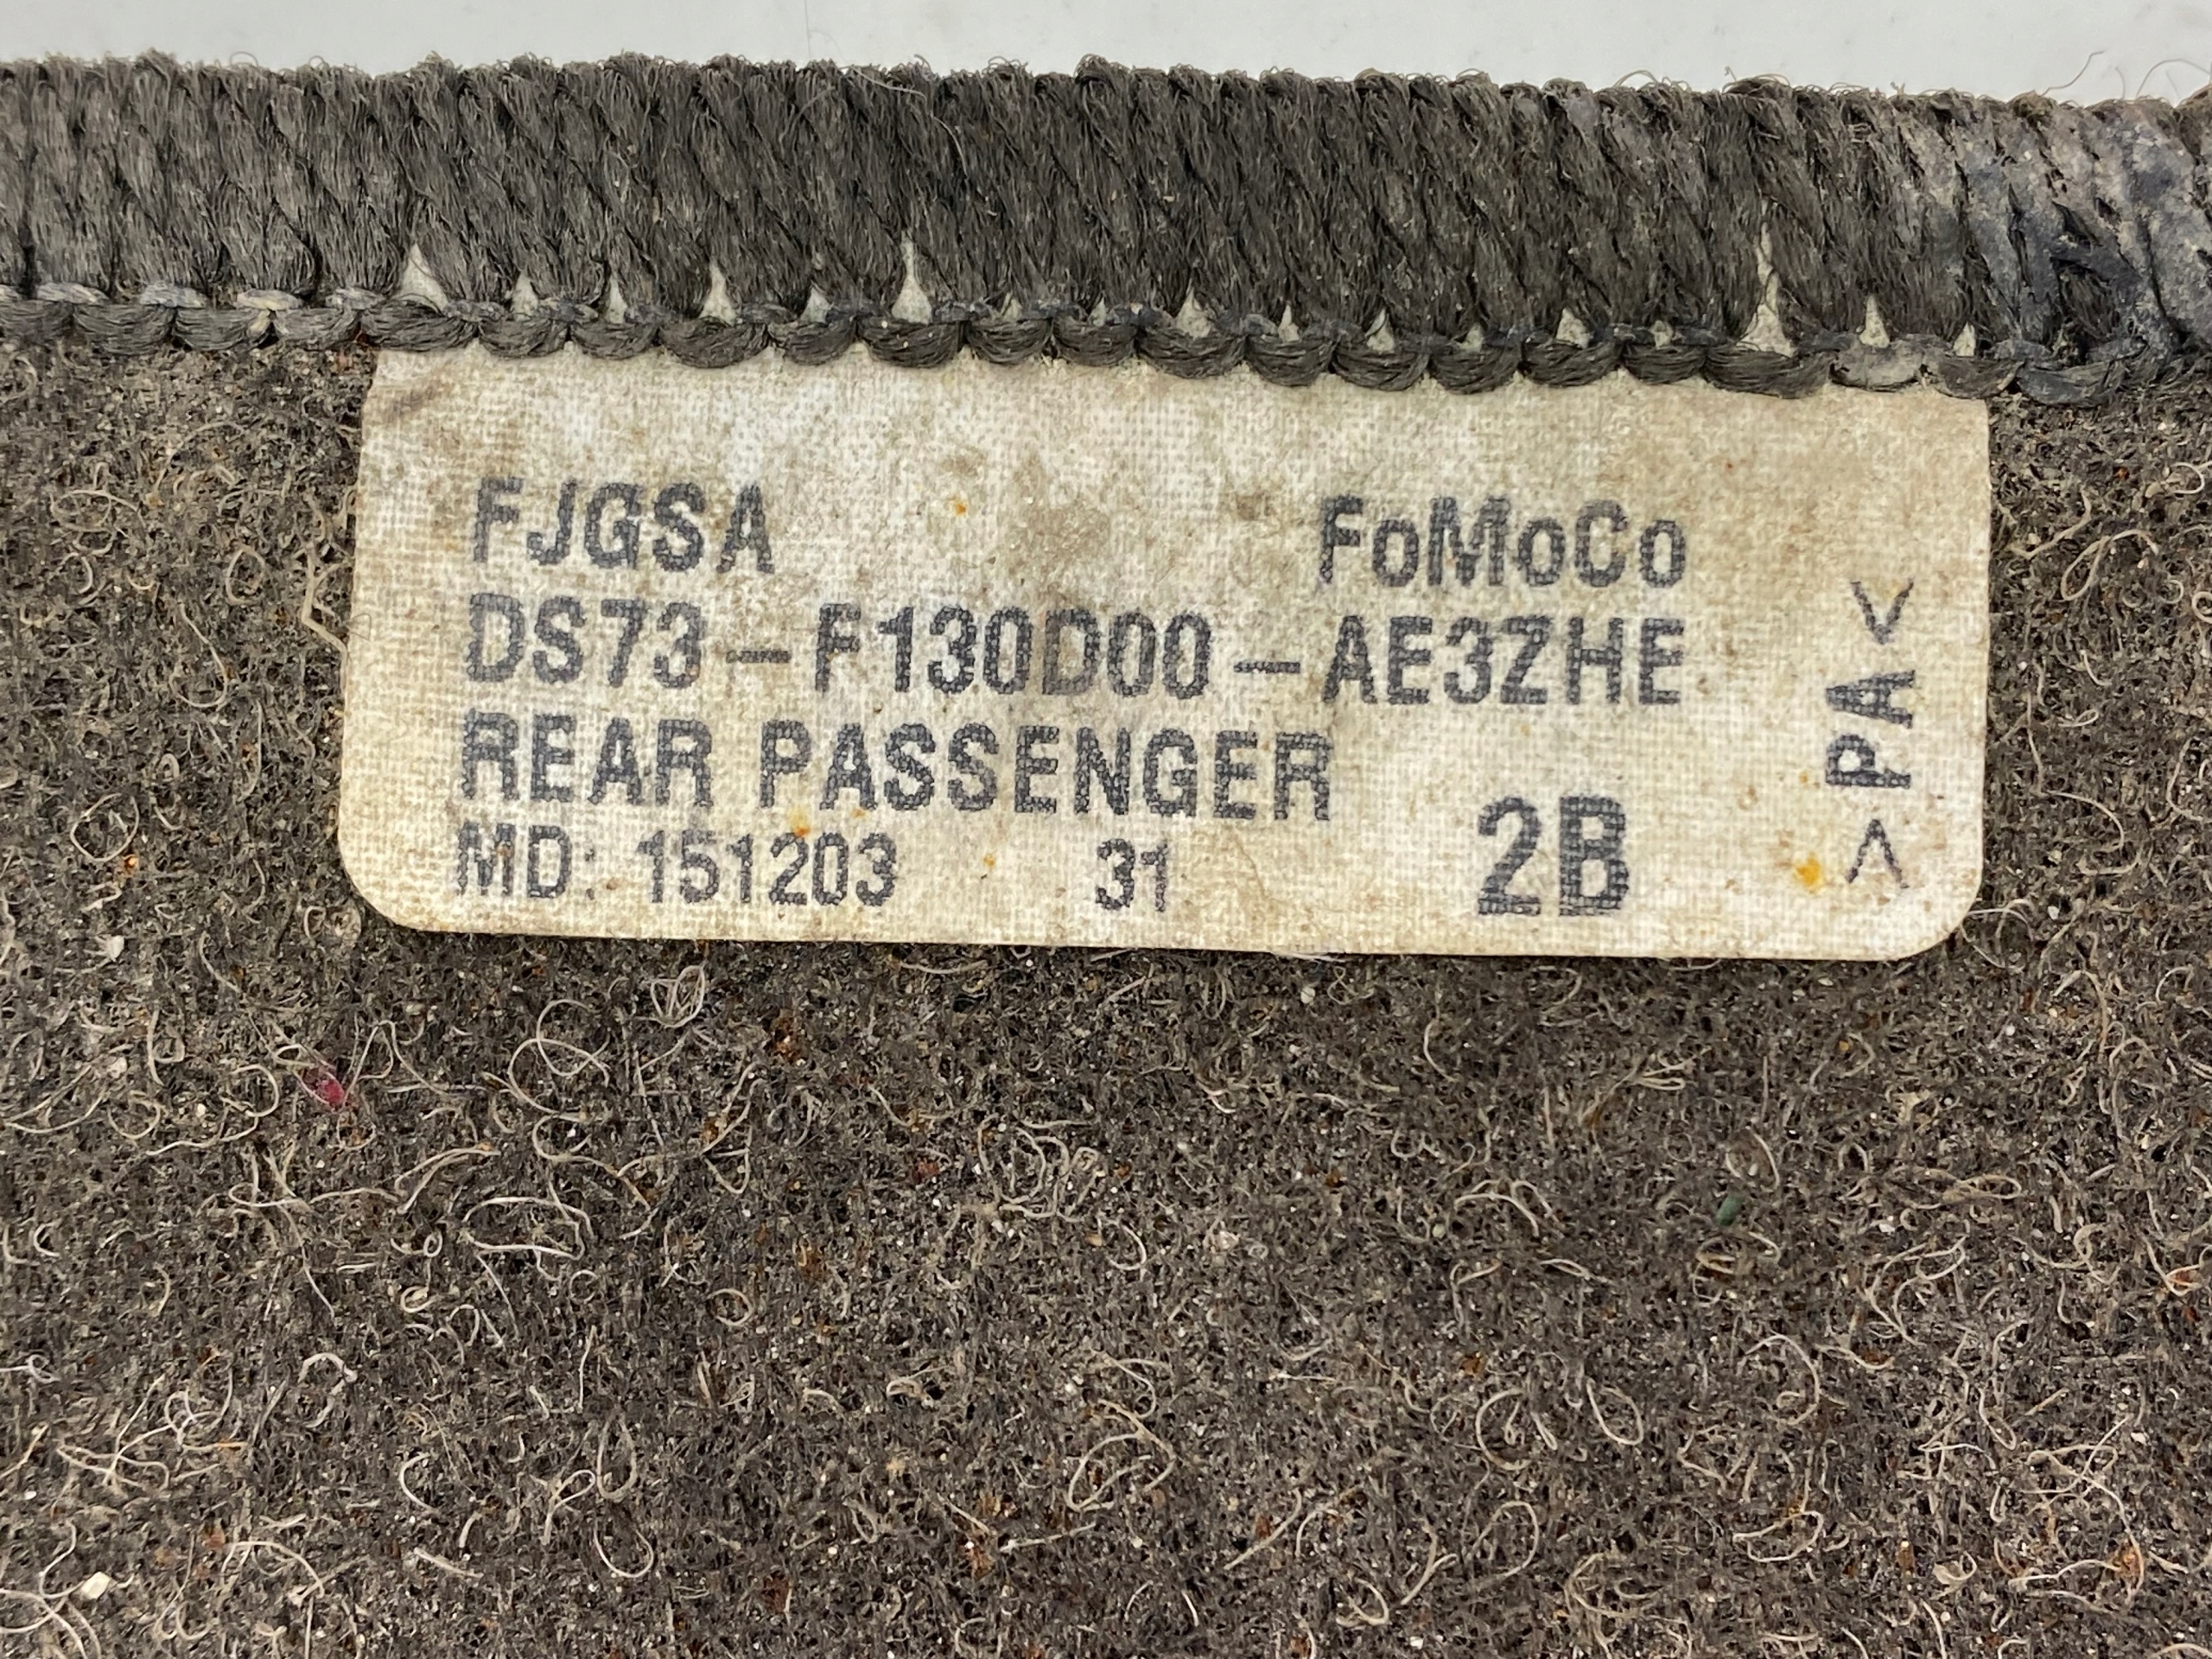 FJGSA FoMoCo
DS73-F130D00-AE3ZHE
REAR PASSENGER
MD: 151203 31 2B
>PA<